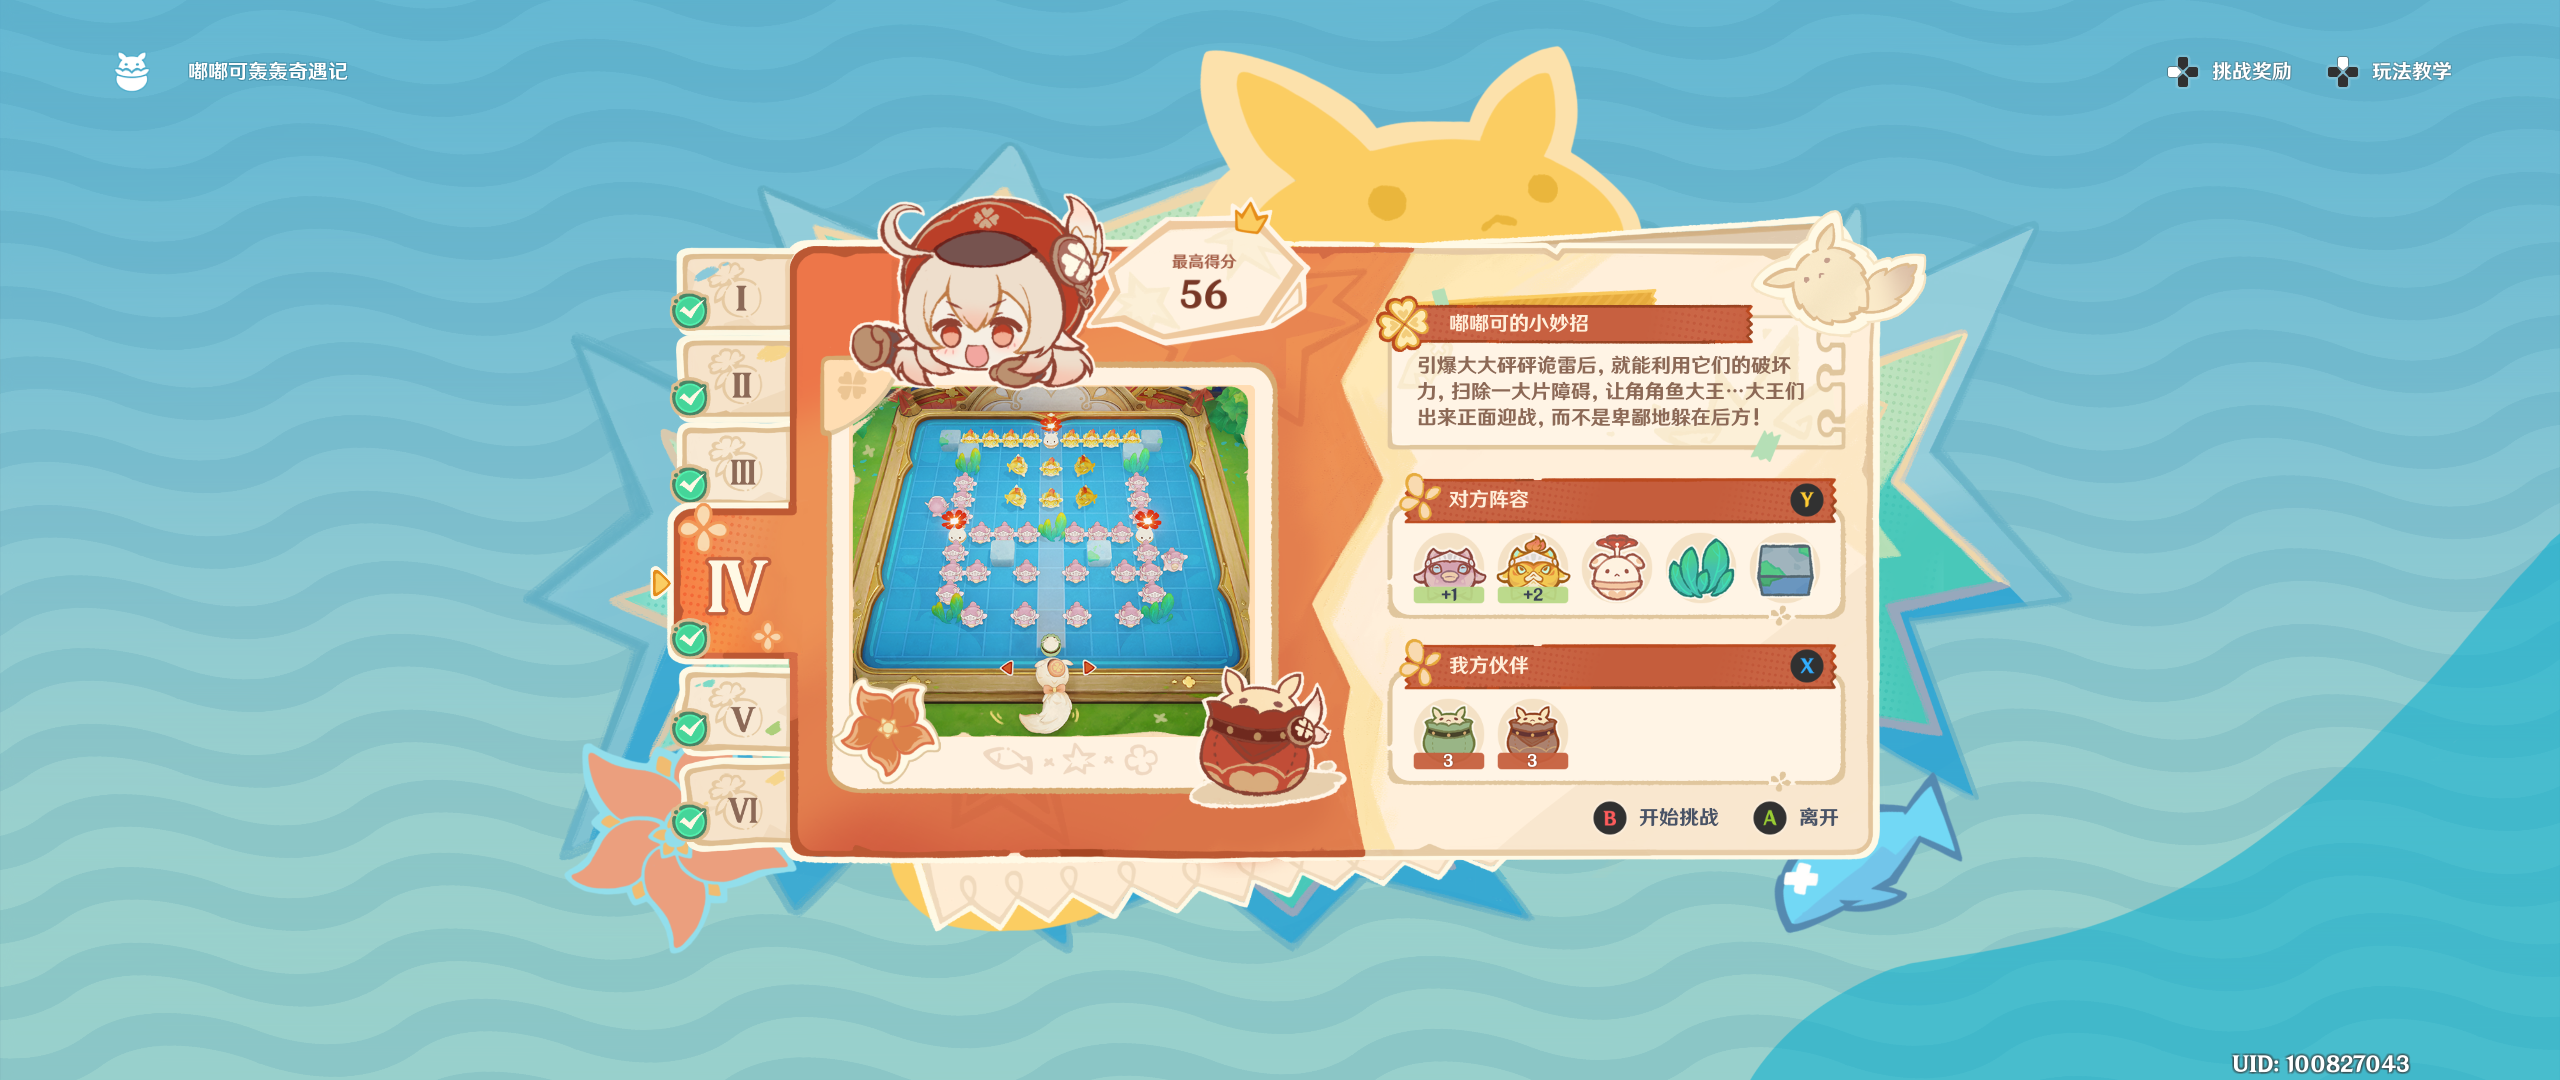 嘟嘟可轰轰奇遇记
挑战奖励
玩法教学
最高得分
56
I
II
III
IV
V
VI
嘟嘟可的小妙招
引爆大大砰砰诡雷后，就能利用它们的破坏
力，扫除一大片障碍，让角角鱼大王…大王们
出来正面迎战，而不是卑鄙地躲在后方！
对方阵容
Y
+1
+2
我方伙伴
X
3
3
B 开始挑战
A 离开
UID: 100827043